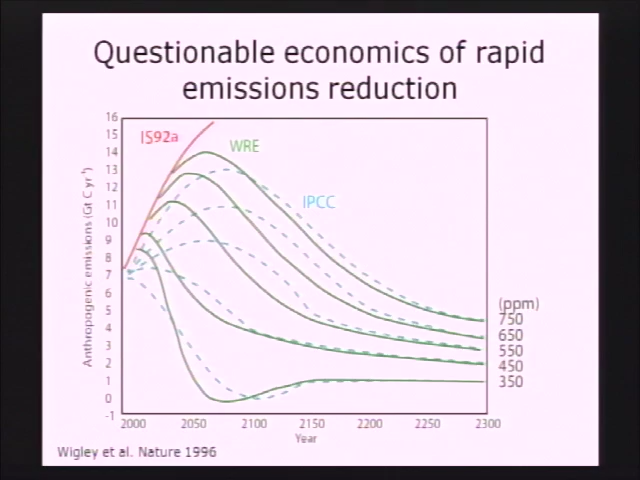 Questionable economics of rapid
emissions reduction
16
15
14
13
12
11
10
9
8
7
6
5
4
3
2
1
0
-1
Anthropogenic emissions (Gt C yr⁻¹)
IS92a
WRE
IPCC
(ppm)
750
650
550
450
350
2000 2050 2100 2150 2200 2250 2300
Year
Wigley et al. Nature 1996